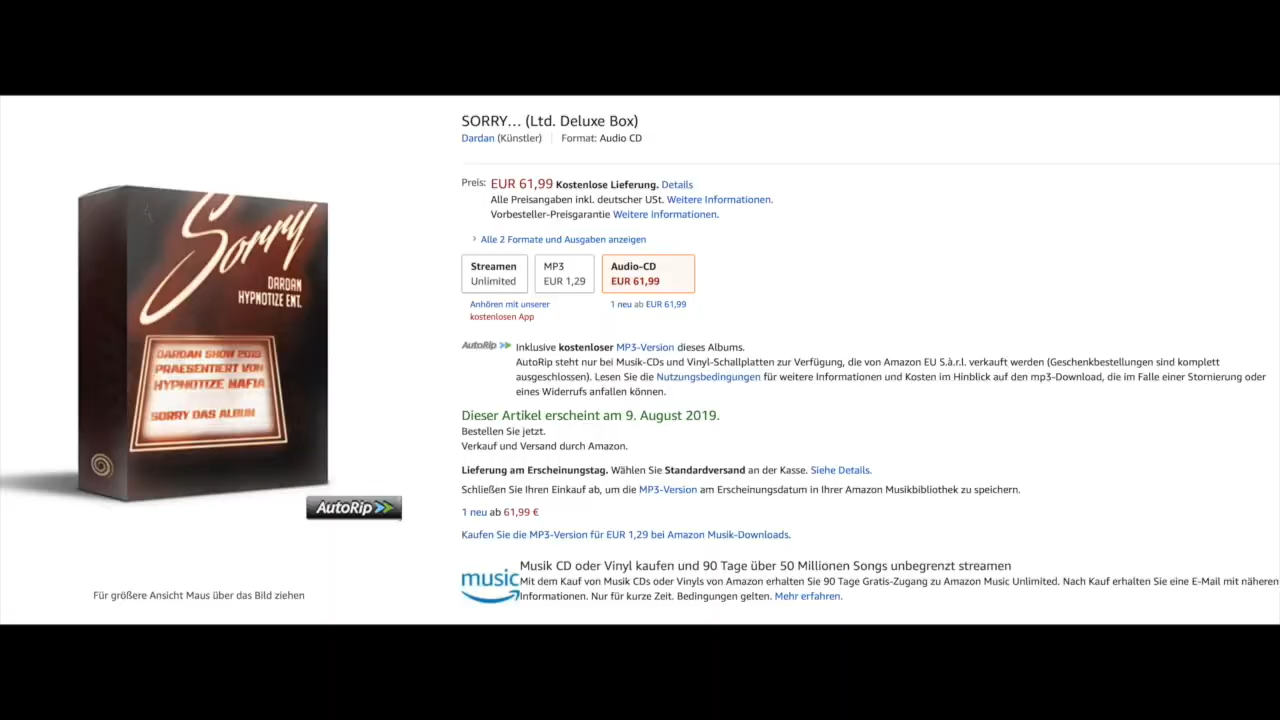 Sorry
DARDAN
HYPNOTIZE ENT.
DARDAN SHOW 2019
PRAESENTIERT VON
HYPNOTIZE MAFIA
SORRY DAS ALBUM
AutoRip
Für größere Ansicht Maus über das Bild ziehen
SORRY… (Ltd. Deluxe Box)
Dardan (Künstler) | Format: Audio CD
Preis: EUR 61,99 Kostenlose Lieferung. Details
Alle Preisangaben inkl. deutscher USt. Weitere Informationen.
Vorbesteller-Preisgarantie Weitere Informationen.
› Alle 2 Formate und Ausgaben anzeigen
Streamen MP3 Audio-CD
Unlimited EUR 1,29 EUR 61,99
Anhören mit unserer 1 neu ab EUR 61,99
kostenlosen App
AutoRip Inklusive kostenloser MP3-Version dieses Albums.
AutoRip steht nur bei Musik-CDs und Vinyl-Schallplatten zur Verfügung, die von Amazon EU S.à.r.l. verkauft werden (Geschenkbestellungen sind komplett
ausgeschlossen). Lesen Sie die Nutzungsbedingungen für weitere Informationen und Kosten im Hinblick auf den mp3-Download, die im Falle einer Stornierung oder
eines Widerrufs anfallen können.
Dieser Artikel erscheint am 9. August 2019.
Bestellen Sie jetzt.
Verkauf und Versand durch Amazon.
Lieferung am Erscheinungstag. Wählen Sie Standardversand an der Kasse. Siehe Details.
Schließen Sie Ihren Einkauf ab, um die MP3-Version am Erscheinungsdatum in Ihrer Amazon Musikbibliothek zu speichern.
1 neu ab 61,99 €
Kaufen Sie die MP3-Version für EUR 1,29 bei Amazon Musik-Downloads.
Musik CD oder Vinyl kaufen und 90 Tage über 50 Millionen Songs unbegrenzt streamen
music Mit dem Kauf von Musik CDs oder Vinyls von Amazon erhalten Sie 90 Tage Gratis-Zugang zu Amazon Music Unlimited. Nach Kauf erhalten Sie eine E-Mail mit näheren
Informationen. Nur für kurze Zeit. Bedingungen gelten. Mehr erfahren.